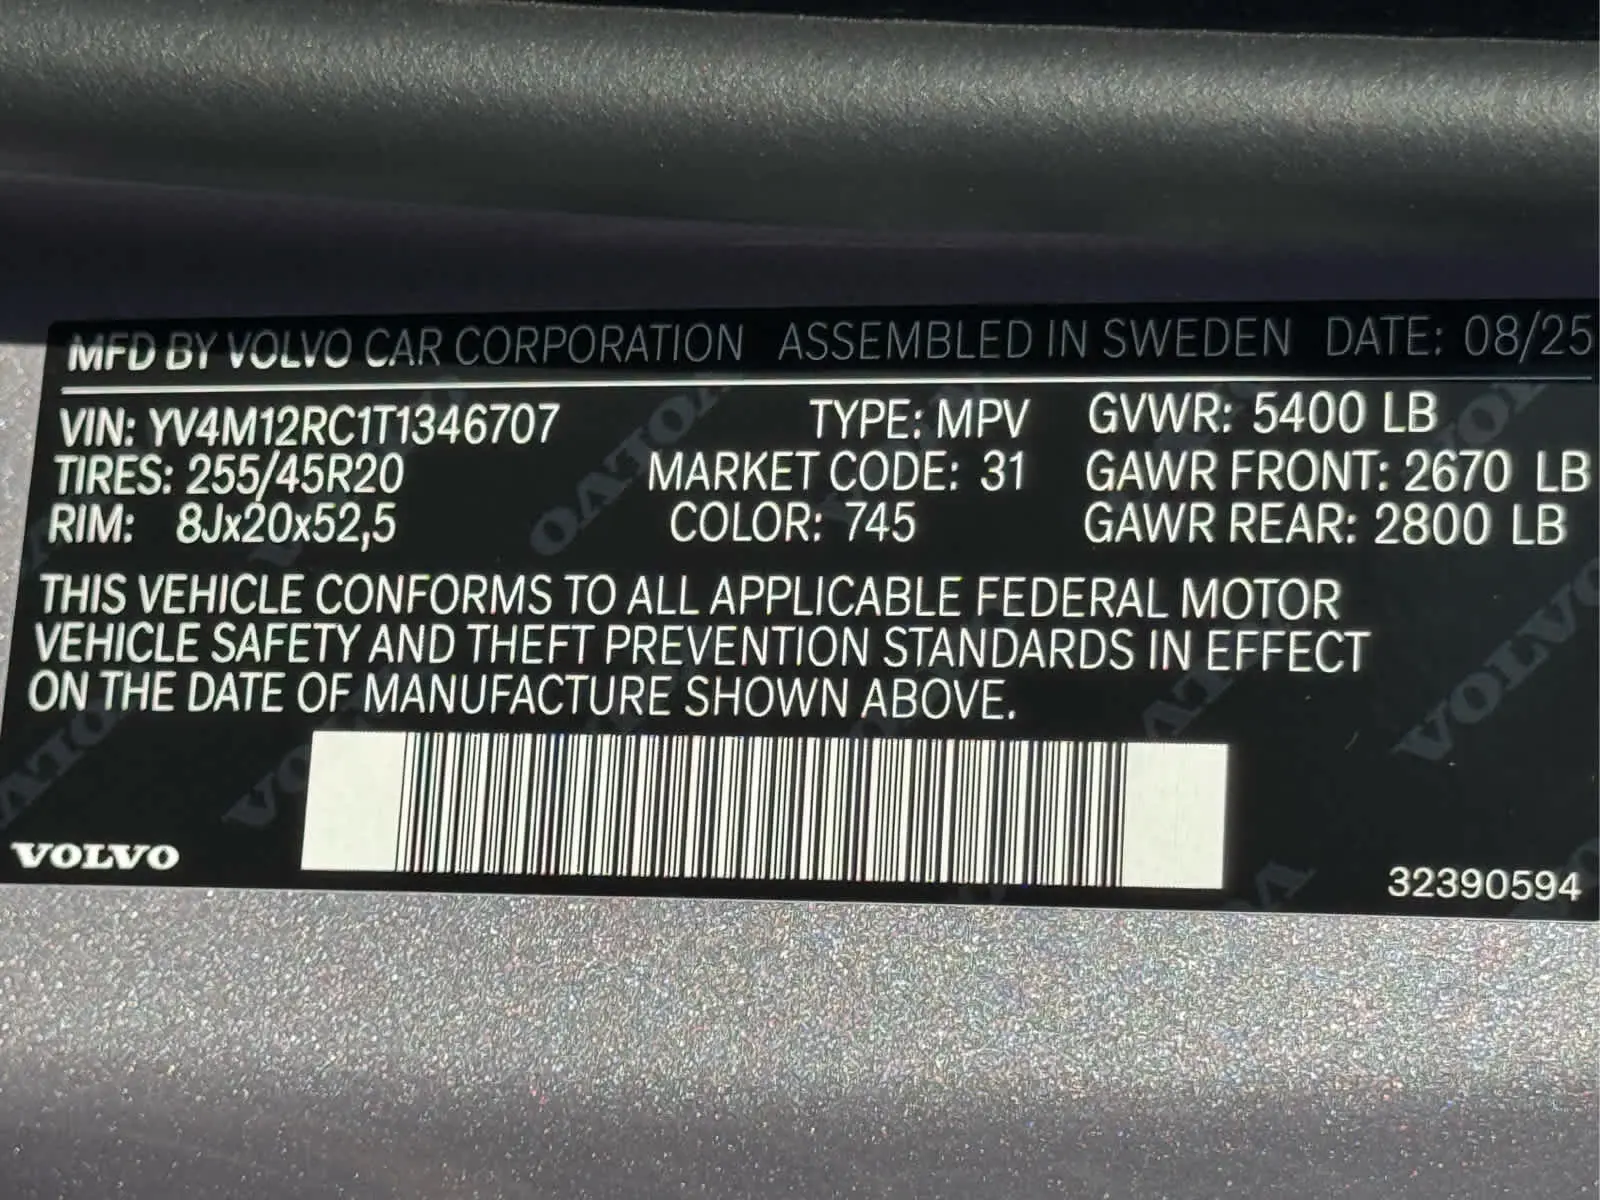 MFD BY VOLVO CAR CORPORATION ASSEMBLED IN SWEDEN DATE: 08/25
VIN: YV4M12RC1T1346707 TYPE: MPV GVWR: 5400 LB
TIRES: 255/45R20 MARKET CODE: 31 GAWR FRONT: 2670 LB
RIM: 8Jx20x52,5 COLOR: 745 GAWR REAR: 2800 LB
THIS VEHICLE CONFORMS TO ALL APPLICABLE FEDERAL MOTOR
VEHICLE SAFETY AND THEFT PREVENTION STANDARDS IN EFFECT
ON THE DATE OF MANUFACTURE SHOWN ABOVE.
VOLVO
32390594